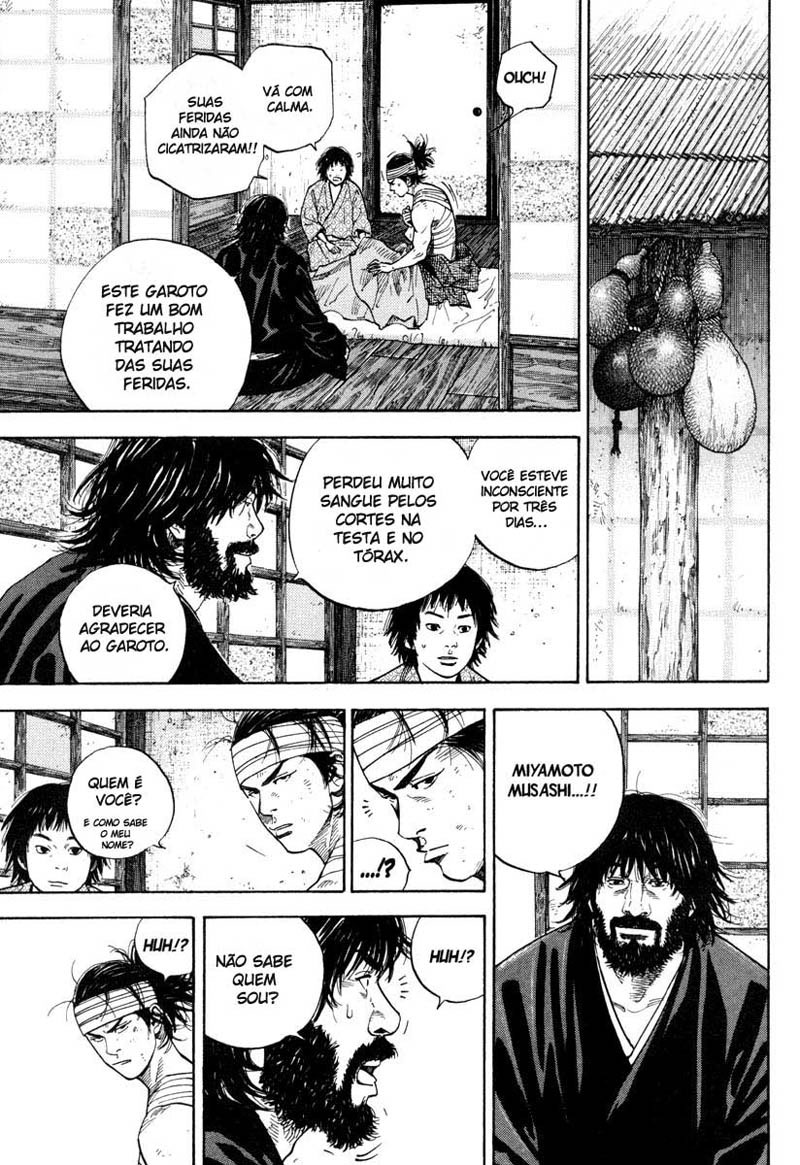 OUCH!
VÁ COM
CALMA.
SUAS
FERIDAS
AINDA NÃO
CICATRIZARAM!!
ESTE GAROTO
FEZ UM BOM
TRABALHO
TRATANDO
DAS SUAS
FERIDAS.
VOCÊ ESTEVE
INCONSCIENTE
POR TRÊS
DIAS...
PERDEU MUITO
SANGUE PELOS
CORTES NA
TESTA E NO
TÓRAX.
DEVERIA
AGRADECER
AO GAROTO.
MIYAMOTO
MUSASHI...!!
...!?
QUEM É
VOCÊ?
E COMO SABE
O MEU
NOME?
HUH!?
NÃO SABE
QUEM
SOU?
HUH!?